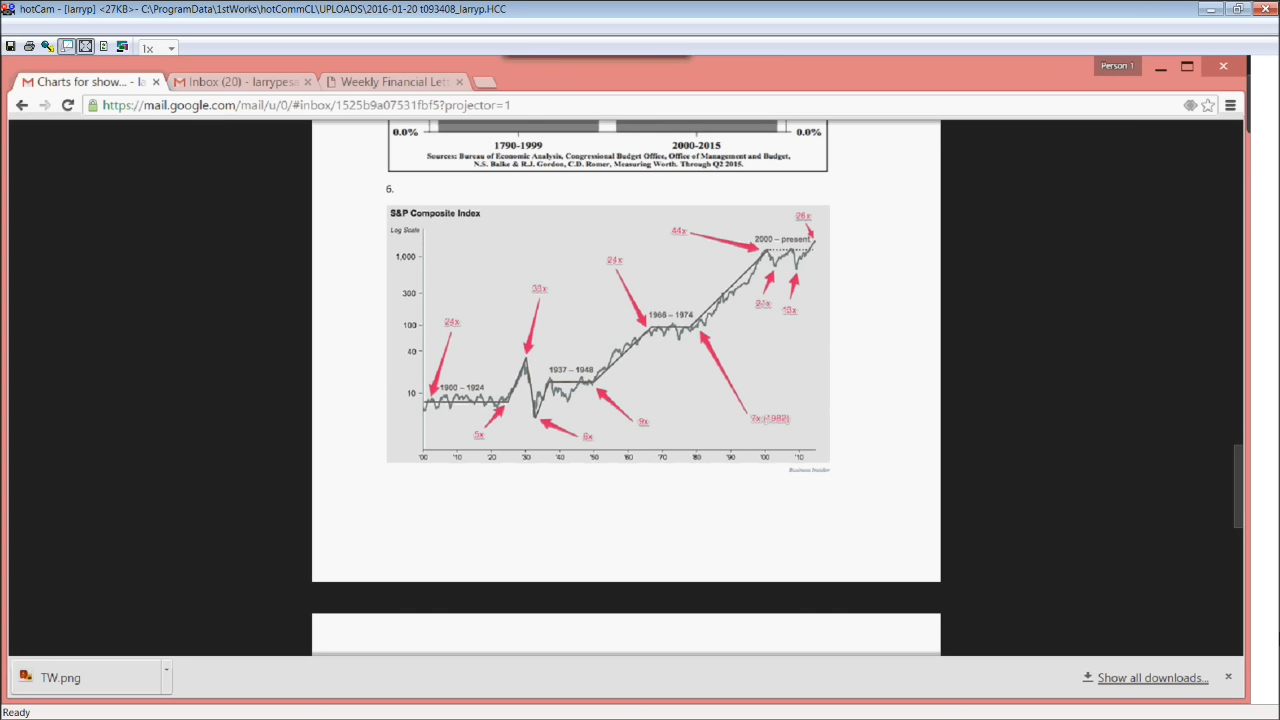 hotCam - [larryp] <27KB> - C:\ProgramData\1stWorks\hotCommCL\UPLOADS\2016-01-20 t093408_larryp.HCC
1x
Charts for show... - la
Inbox (20) - larrypesa
Weekly Financial Lett
Person 1
https://mail.google.com/mail/u/0/#inbox/1525b9a07531fbf5?projector=1
0.0%
0.0%
1790-1999
2000-2015
Sources: Bureau of Economic Analysis, Congressional Budget Office, Office of Management and Budget,
N.S. Balke & R.J. Gordon, C.D. Romer, Measuring Worth. Through Q2 2015.
6.
S&P Composite Index
Log Scale
26x
44x
2000 – present
1,000
24x
300
33x
21x
13x
1966 – 1974
100
24x
40
1937 – 1948
1900 – 1924
10
9x
7x (1982)
5x
6x
'00 '10 '20 '30 '40 '50 '60 '70 '80 '90 '00 '10
Business Insider
TW.png
Show all downloads...
Ready